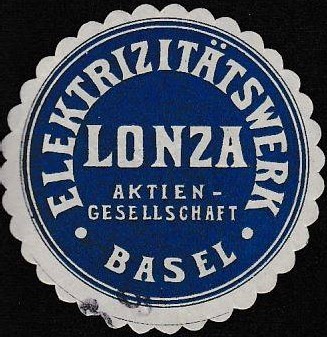 ELEKTRIZITÄTSWERK
LONZA
AKTIEN-
GESELLSCHAFT
• BASEL •